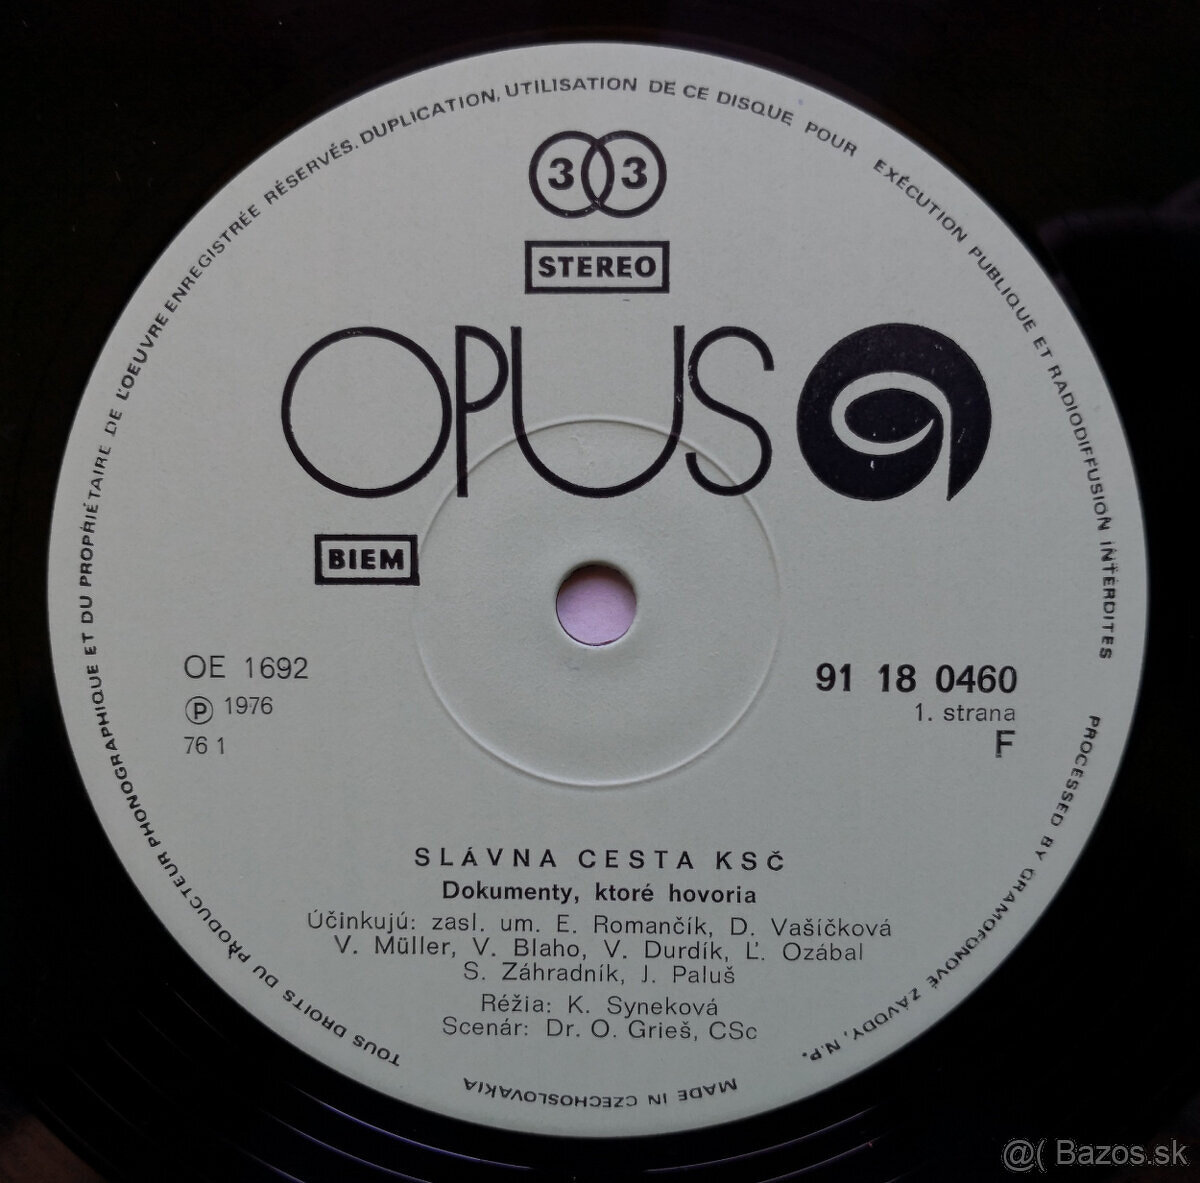 TOUS DROITS DU PRODUCTEUR PHONOGRAPHIQUE ET DU PROPRIÉTAIRE DE L'OEUVRE ENREGISTRÉE RÉSERVÉS. DUPLICATION, UTILISATION DE CE DISQUE POUR EXÉCUTION PUBLIQUE ET RADIODIFFUSION INTERDITES
33
STEREO
OPUS
BIEM
OE 1692
Ⓟ 1976
76 1
91 18 0460
1. strana
F
SLÁVNA CESTA KSČ
Dokumenty, ktoré hovoria
Účinkujú: zasl. um. E. Romančík, D. Vašíčková
V. Müller, V. Blaho, V. Durdík, Ľ. Ozábal
S. Záhradník, J. Paluš
Réžia: K. Syneková
Scenár: Dr. O. Grieš, CSc
PROCESSED BY GRAMOFONOVÉ ZÁVODY, N.P.
MADE IN CZECHOSLOVAKIA
@( Bazos.sk